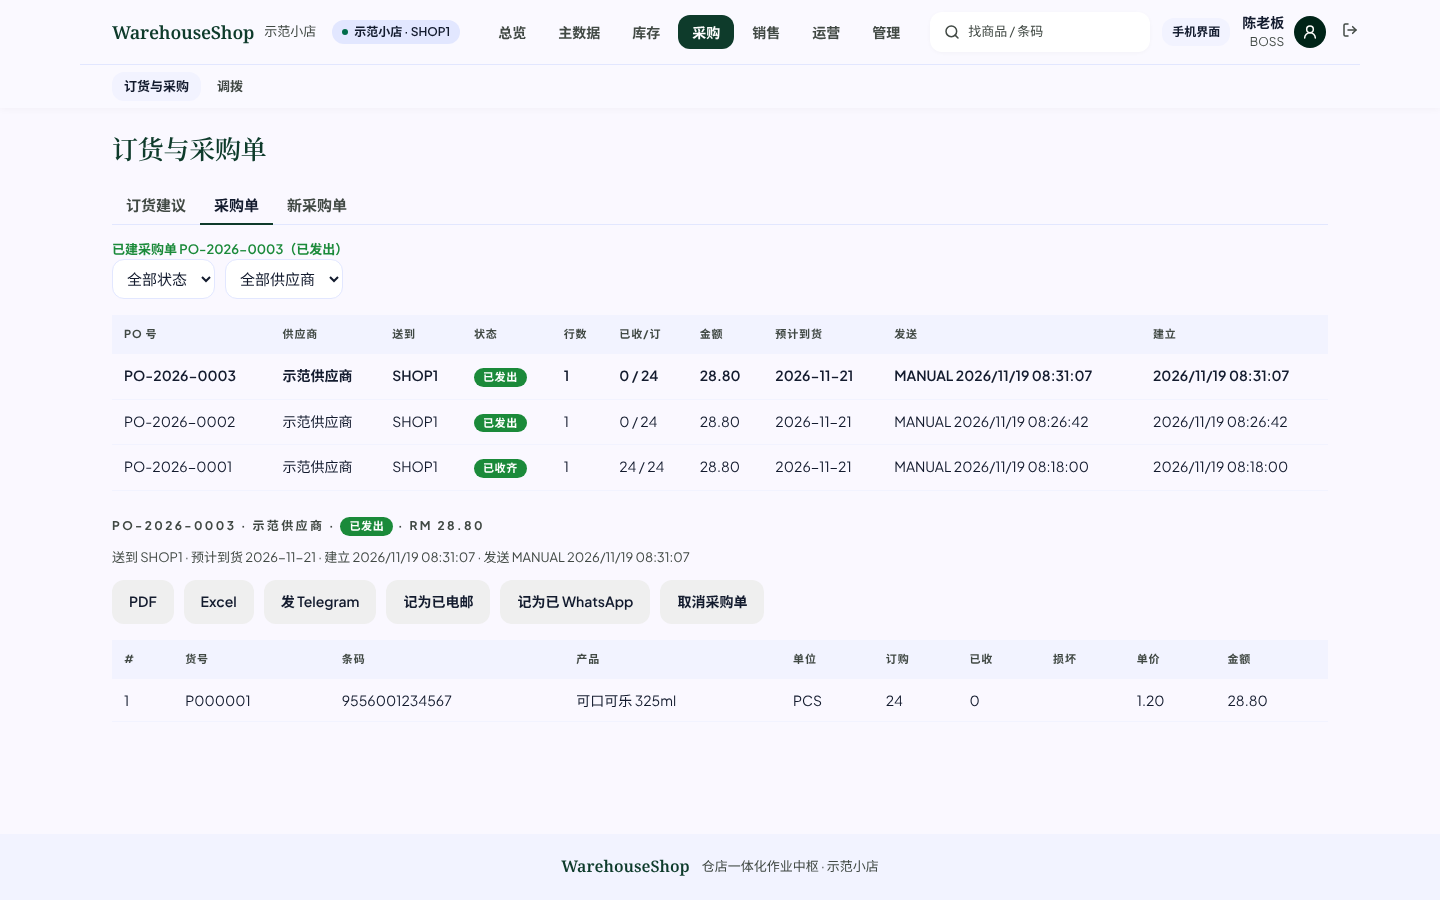 WarehouseShop 示范小店 示范小店 · SHOP1 总览 主数据 库存 采购 销售 运营 管理 找商品 / 条码 手机界面 陈老板 BOSS
订货与采购 调拨
订货与采购单
订货建议 采购单 新采购单
已建采购单 PO-2026-0003（已发出）
全部状态 全部供应商
PO 号 供应商 送到 状态 行数 已收/订 金额 预计到货 发送 建立
PO-2026-0003 示范供应商 SHOP1 已发出 1 0 / 24 28.80 2026-11-21 MANUAL 2026/11/19 08:31:07 2026/11/19 08:31:07
PO-2026-0002 示范供应商 SHOP1 已发出 1 0 / 24 28.80 2026-11-21 MANUAL 2026/11/19 08:26:42 2026/11/19 08:26:42
PO-2026-0001 示范供应商 SHOP1 已收齐 1 24 / 24 28.80 2026-11-21 MANUAL 2026/11/19 08:18:00 2026/11/19 08:18:00
PO-2026-0003 · 示范供应商 · 已发出 · RM 28.80
送到 SHOP1 · 预计到货 2026-11-21 · 建立 2026/11/19 08:31:07 · 发送 MANUAL 2026/11/19 08:31:07
PDF Excel 发 Telegram 记为已电邮 记为已 WhatsApp 取消采购单
# 货号 条码 产品 单位 订购 已收 损坏 单价 金额
1 P000001 9556001234567 可口可乐 325ml PCS 24 0 1.20 28.80
WarehouseShop 仓店一体化作业中枢 · 示范小店